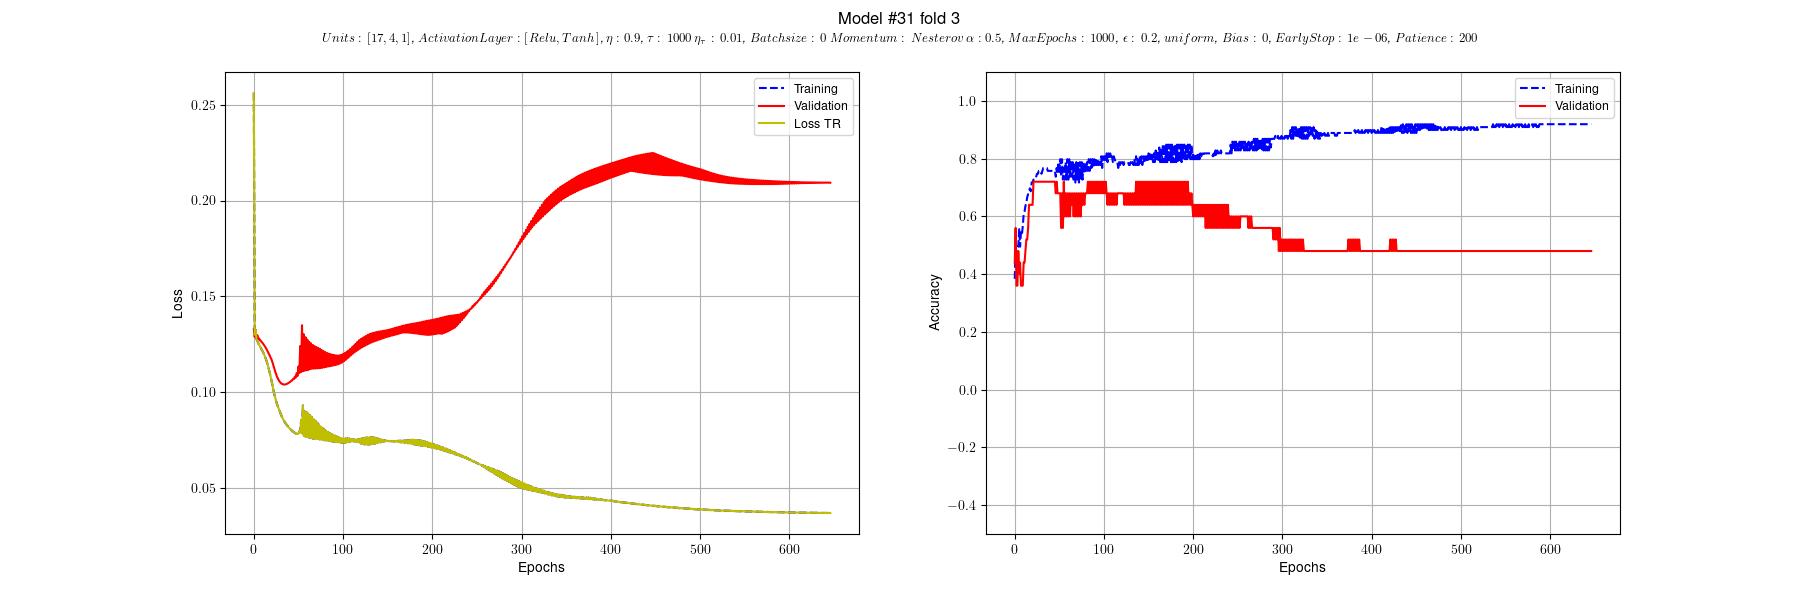 Model #31 fold 3
Units : [17, 4, 1], ActivationLayer : [Relu, Tanh], η : 0.9, τ : 1000 η_τ : 0.01, Batchsize : 0 Momentum : Nesterov α : 0.5, MaxEpochs : 1000, ϵ : 0.2, uniform, Bias : 0, EarlyStop : 1e − 06, Patience : 200
Training
Validation
Loss TR
0.25
0.20
0.15
0.10
0.05
Loss
0 100 200 300 400 500 600
Epochs
Training
Validation
1.0
0.8
0.6
0.4
0.2
0.0
−0.2
−0.4
Accuracy
0 100 200 300 400 500 600
Epochs